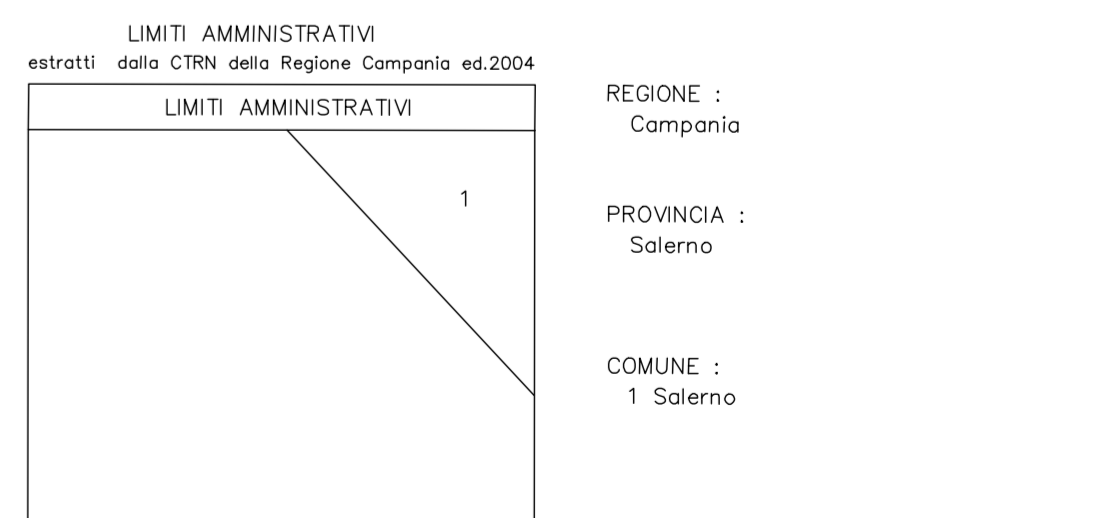 LIMITI AMMINISTRATIVI
estratti dalla CTRN della Regione Campania ed.2004
LIMITI AMMINISTRATIVI
1
REGIONE :
Campania
PROVINCIA :
Salerno
COMUNE :
1 Salerno